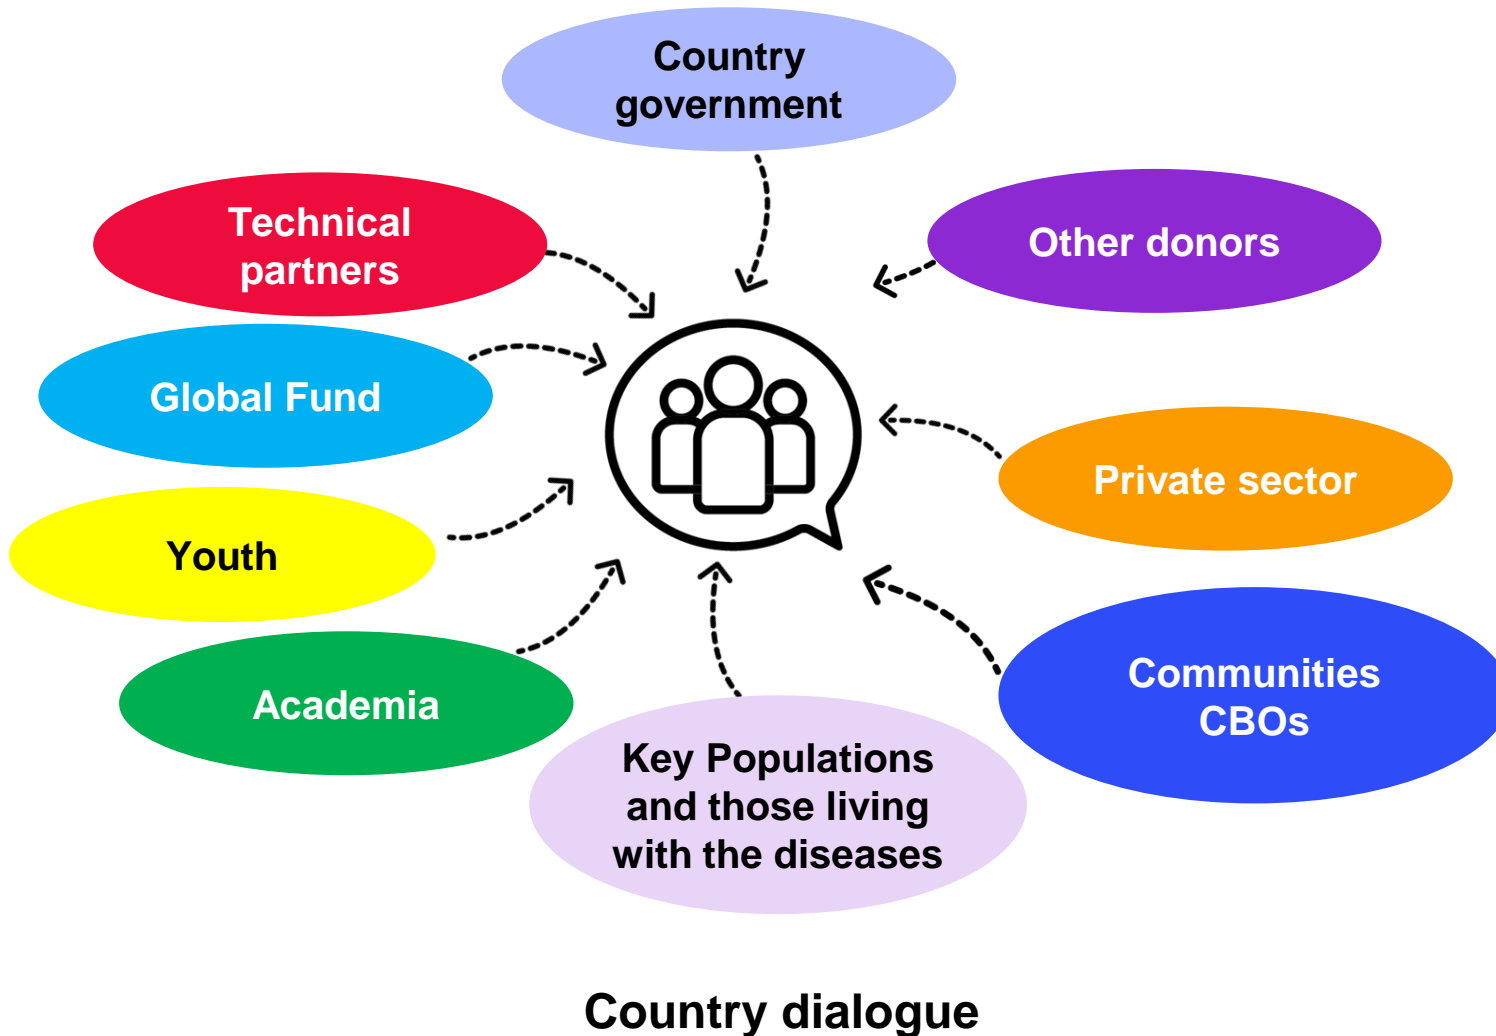 Country
government
Technical
partners
Other donors
Global Fund
Private sector
Youth
Academia
Communities
CBOs
Key Populations
and those living
with the diseases
Country dialogue